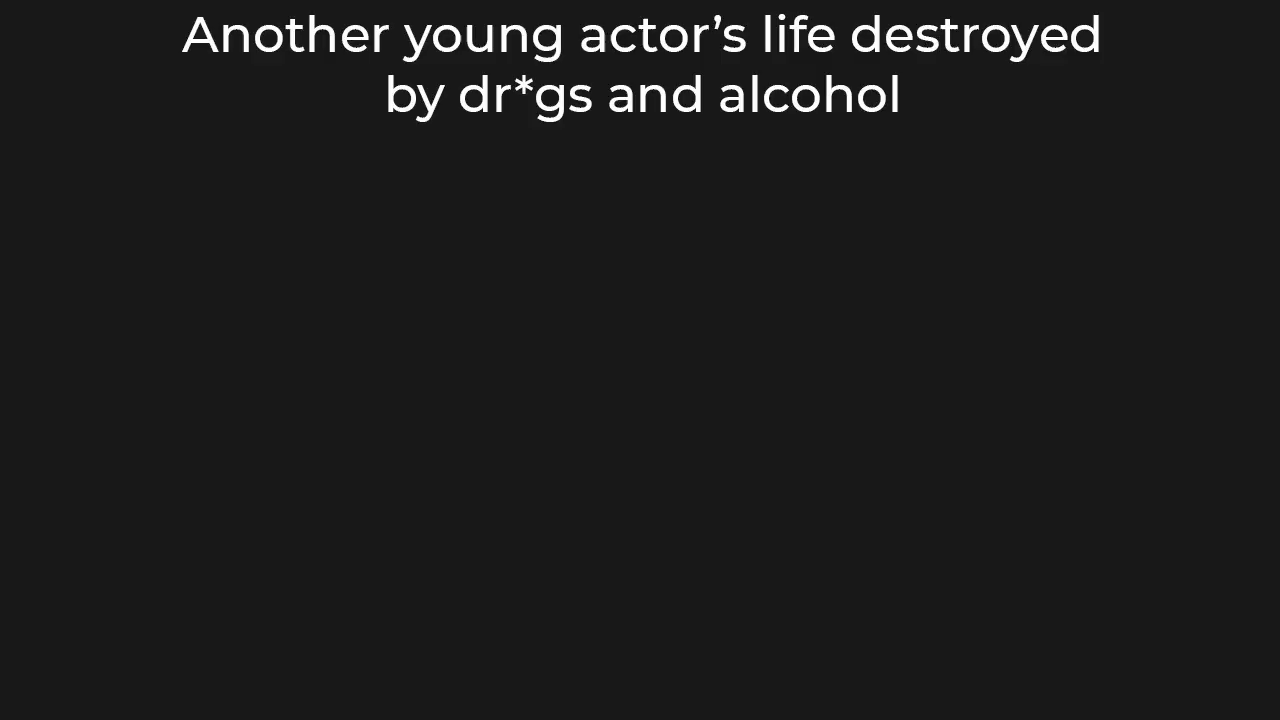 Another young actor’s life destroyed
by dr*gs and alcohol